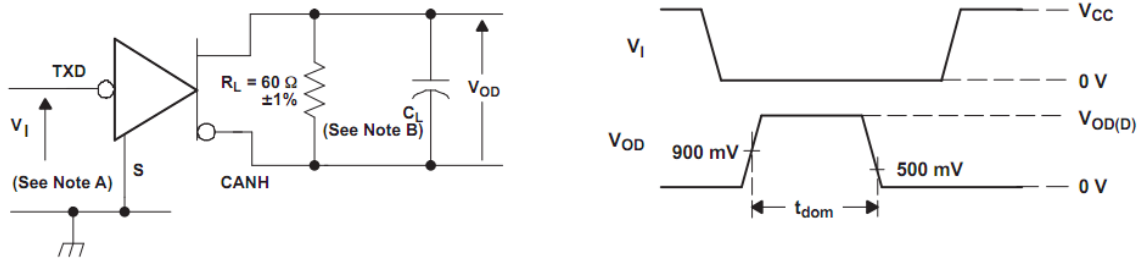 TXD
R_L = 60 Ω
±1%
(See Note B)
C_L
V_OD
V_I
(See Note A)
S
CANH
V_I
V_CC
0 V
V_OD
900 mV
500 mV
V_OD(D)
0 V
t_dom